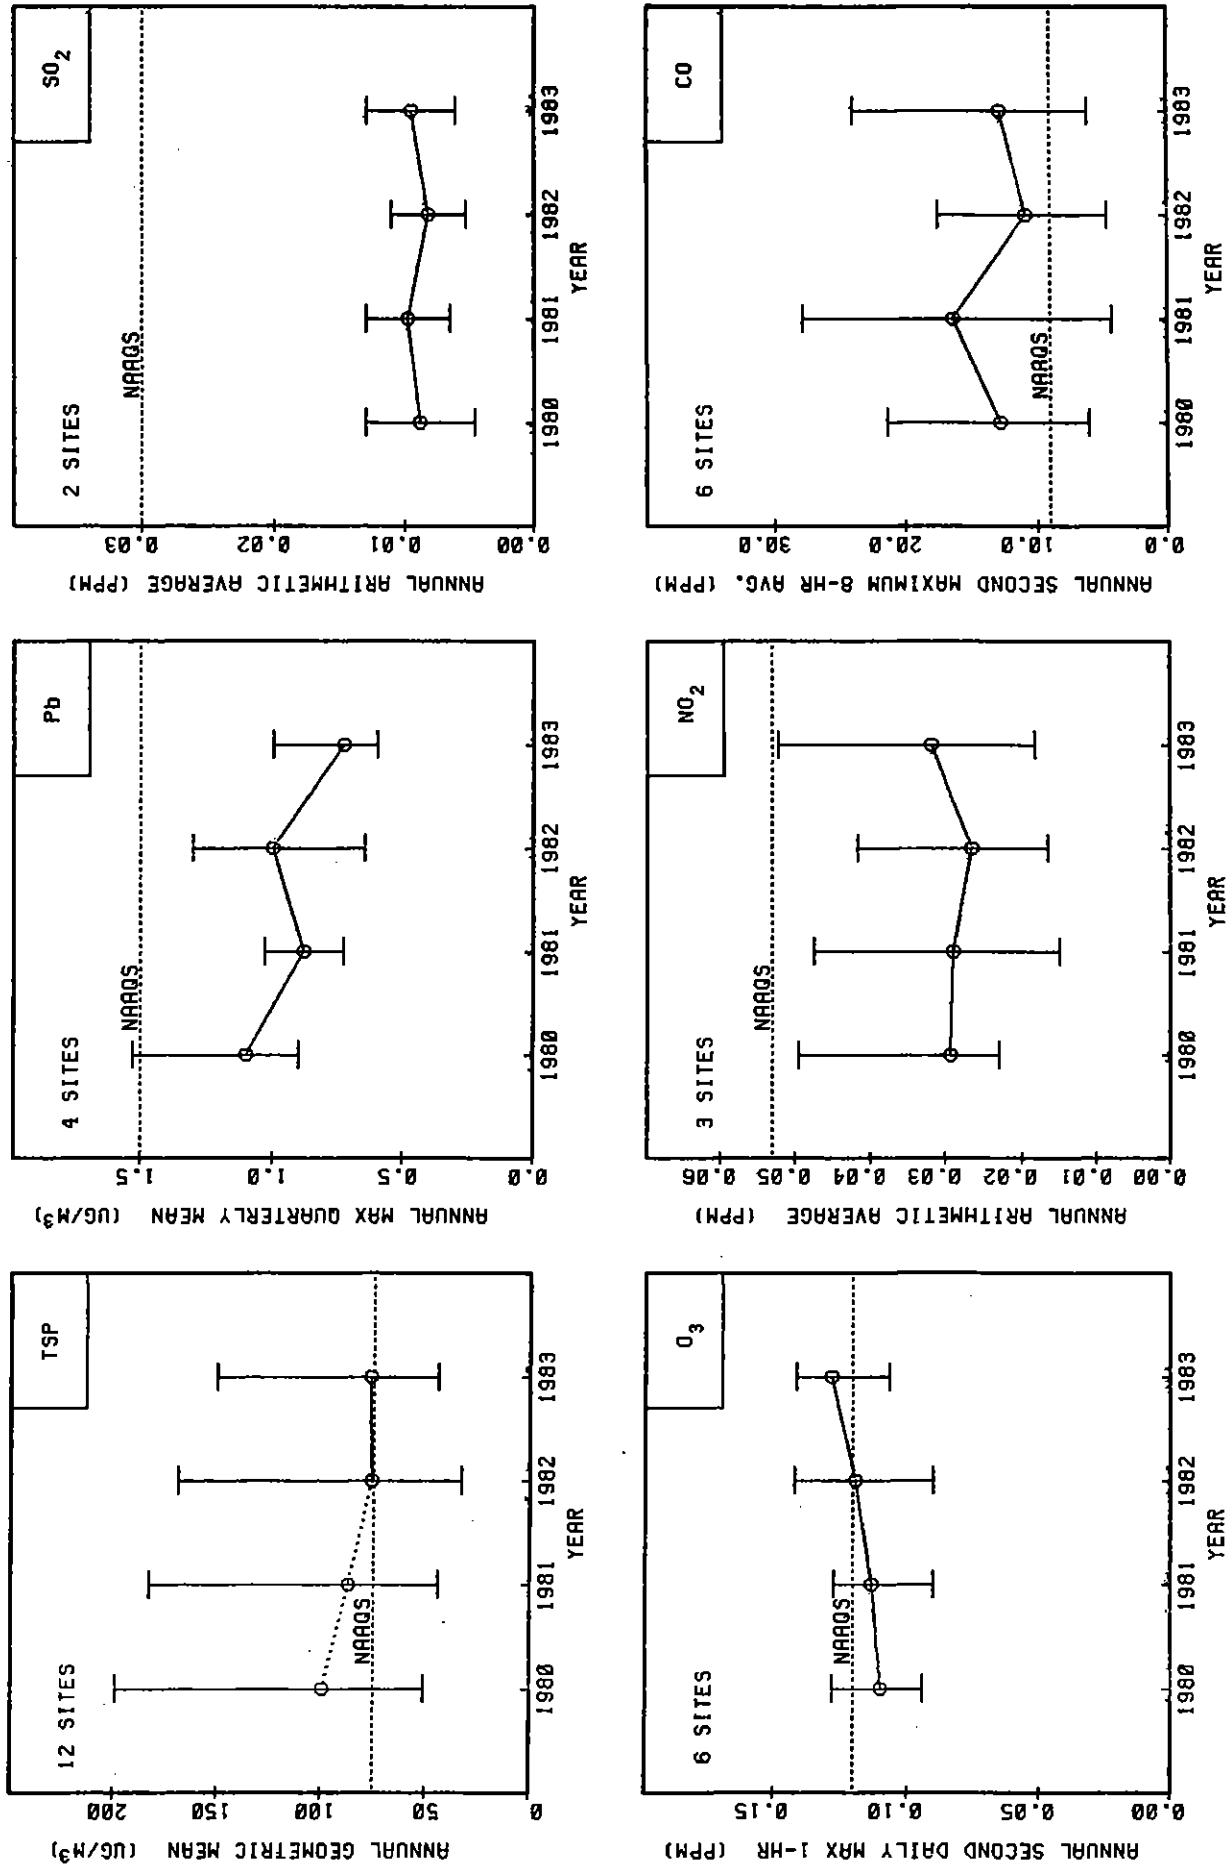 TSP
12 SITES
NAAQS
200
150
100
50
0
ANNUAL GEOMETRIC MEAN (UG/M³)
1980 1981 1982 1983
YEAR
Pb
4 SITES
NAAQS
1.5
1.0
0.5
0.0
ANNUAL MAX QUARTERLY MEAN (UG/M³)
1980 1981 1982 1983
YEAR
SO₂
2 SITES
NAAQS
0.03
0.02
0.01
0.00
ANNUAL ARITHMETIC AVERAGE (PPM)
1980 1981 1982 1983
YEAR
O₃
6 SITES
NAAQS
0.15
0.10
0.05
0.00
ANNUAL SECOND DAILY MAX 1-HR (PPM)
1980 1981 1982 1983
YEAR
NO₂
3 SITES
NAAQS
0.06
0.05
0.04
0.03
0.02
0.01
0.00
ANNUAL ARITHMETIC AVERAGE (PPM)
1980 1981 1982 1983
YEAR
CO
6 SITES
NAAQS
30.0
20.0
10.0
0.0
ANNUAL SECOND MAXIMUM 8-HR AVG. (PPM)
1980 1981 1982 1983
YEAR